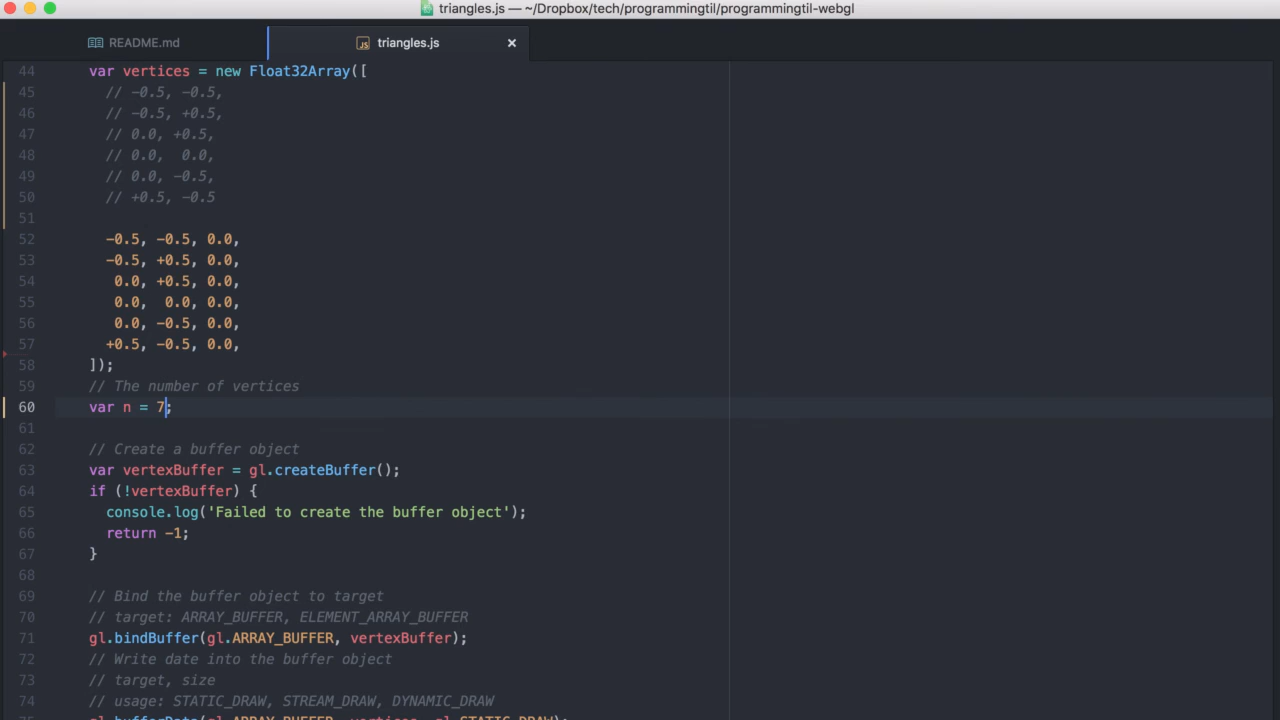 triangles.js — ~/Dropbox/tech/programmingtil/programmingtil-webgl
README.md
triangles.js
44 var vertices = new Float32Array([
45 // -0.5, -0.5,
46 // -0.5, +0.5,
47 // 0.0, +0.5,
48 // 0.0,  0.0,
49 // 0.0, -0.5,
50 // +0.5, -0.5
51
52 -0.5, -0.5, 0.0,
53 -0.5, +0.5, 0.0,
54 0.0, +0.5, 0.0,
55 0.0,  0.0, 0.0,
56 0.0, -0.5, 0.0,
57 +0.5, -0.5, 0.0,
58 ]);
59 // The number of vertices
60 var n = 7;
61
62 // Create a buffer object
63 var vertexBuffer = gl.createBuffer();
64 if (!vertexBuffer) {
65 console.log('Failed to create the buffer object');
66 return -1;
67 }
68
69 // Bind the buffer object to target
70 // target: ARRAY_BUFFER, ELEMENT_ARRAY_BUFFER
71 gl.bindBuffer(gl.ARRAY_BUFFER, vertexBuffer);
72 // Write date into the buffer object
73 // target, size
74 // usage: STATIC_DRAW, STREAM_DRAW, DYNAMIC_DRAW
75 gl.bufferData(gl.ARRAY_BUFFER, vertices, gl.STATIC_DRAW);